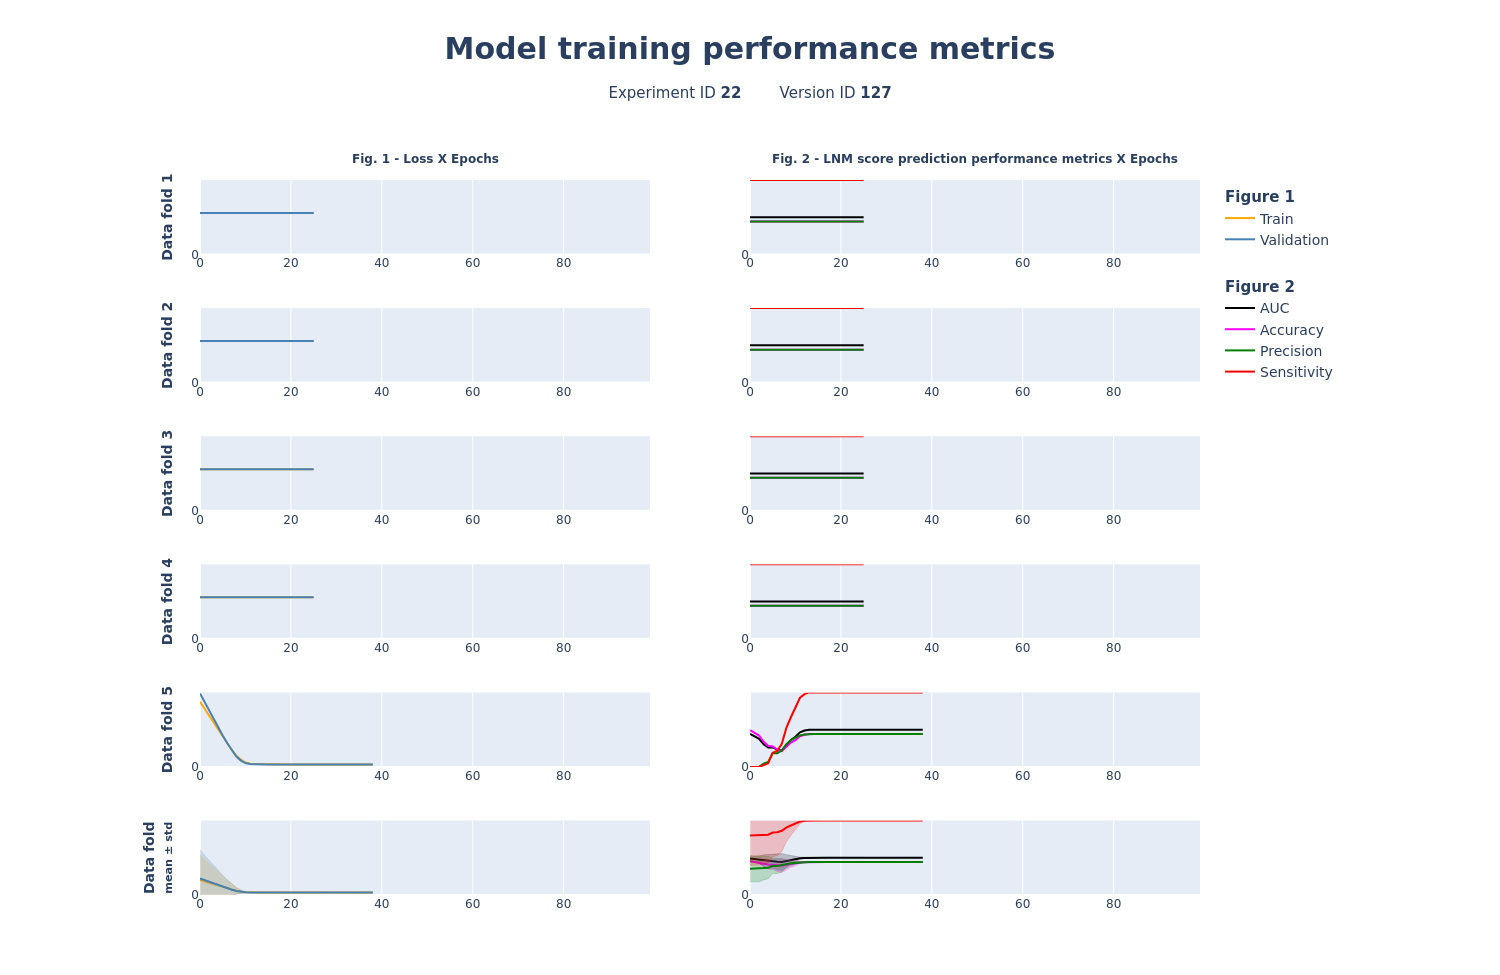 Model training performance metrics
Experiment ID 22 Version ID 127
Fig. 1 - Loss X Epochs
Fig. 2 - LNM score prediction performance metrics X Epochs
Data fold 1
0
0 20 40 60 80
0
0 20 40 60 80
Data fold 2
0
0 20 40 60 80
0
0 20 40 60 80
Data fold 3
0
0 20 40 60 80
0
0 20 40 60 80
Data fold 4
0
0 20 40 60 80
0
0 20 40 60 80
Data fold 5
0
0 20 40 60 80
0
0 20 40 60 80
Data fold
mean ± std
0
0 20 40 60 80
0
0 20 40 60 80
Figure 1
Train
Validation
Figure 2
AUC
Accuracy
Precision
Sensitivity